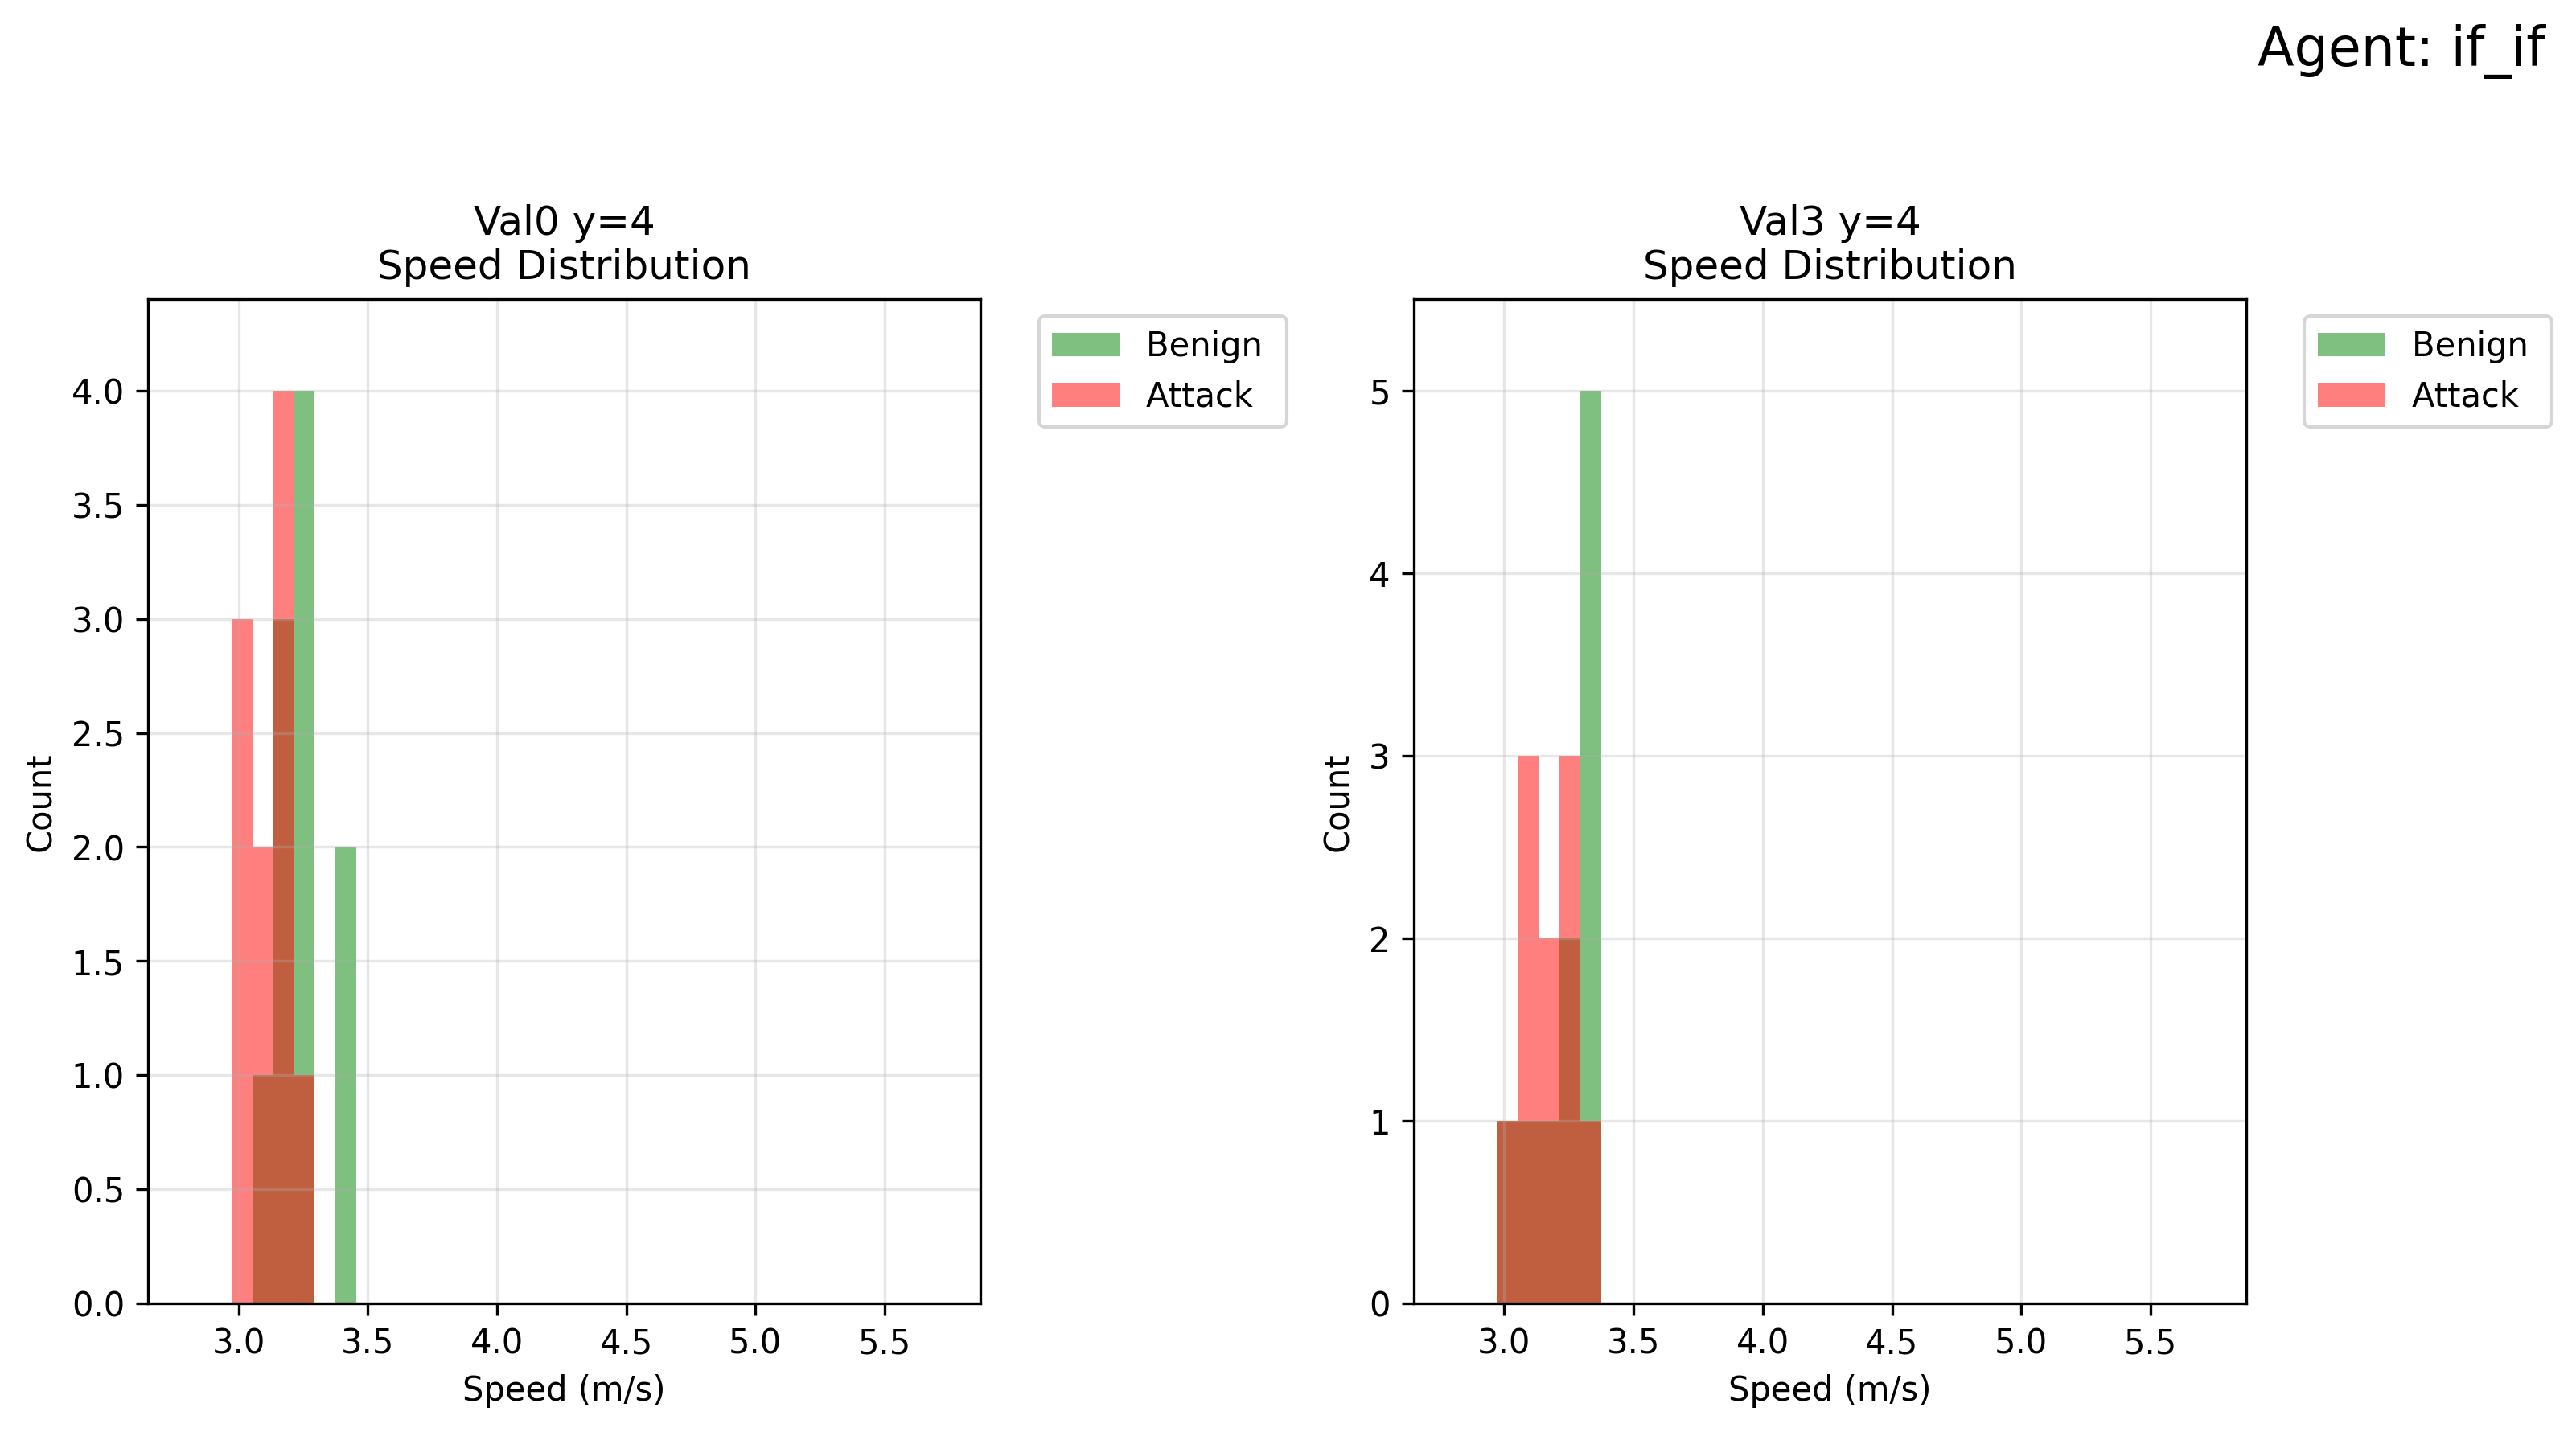 Agent: if_if
Val0 y=4
Speed Distribution
4.0
3.5
3.0
2.5
2.0
1.5
1.0
0.5
0.0
Count
3.0 3.5 4.0 4.5 5.0 5.5
Speed (m/s)
Benign
Attack
Val3 y=4
Speed Distribution
5
4
3
2
1
0
Count
3.0 3.5 4.0 4.5 5.0 5.5
Speed (m/s)
Benign
Attack